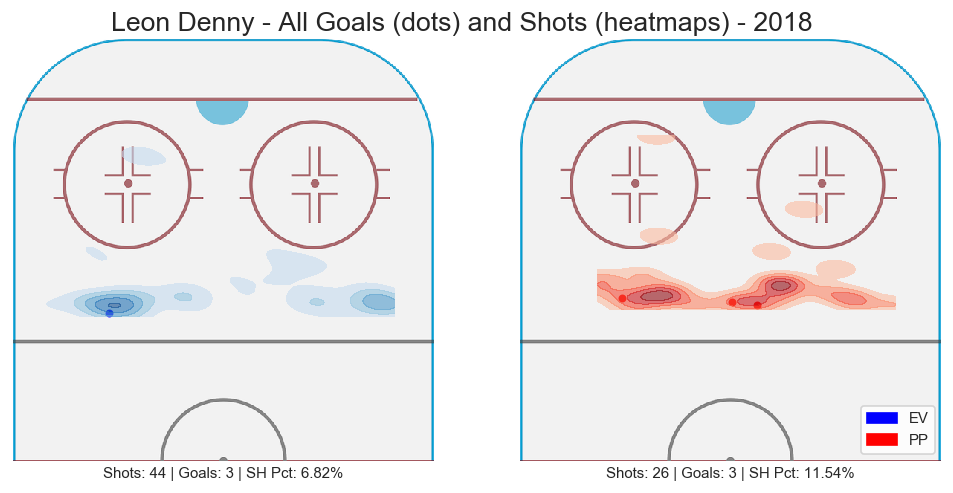 Leon Denny - All Goals (dots) and Shots (heatmaps) - 2018
EV
PP
Shots: 44 | Goals: 3 | SH Pct: 6.82%
Shots: 26 | Goals: 3 | SH Pct: 11.54%